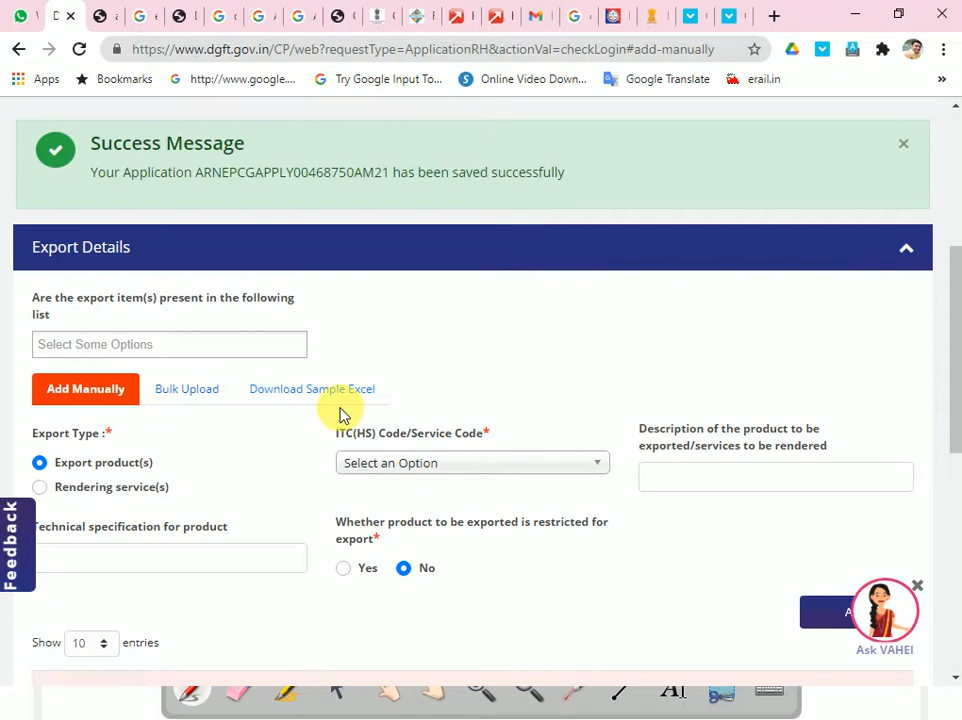 https://www.dgft.gov.in/CP/web?requestType=ApplicationRH&actionVal=checkLogin#add-manually
Apps
Bookmarks
http://www.google....
Try Google Input To...
Online Video Down...
Google Translate
erail.in
»
Success Message
Your Application ARNEPCGAPPLY00468750AM21 has been saved successfully
Export Details
Are the export item(s) present in the following
list
Select Some Options
Add Manually
Bulk Upload
Download Sample Excel
Export Type :*
ITC(HS) Code/Service Code*
Description of the product to be
exported/services to be rendered
Export product(s)
Select an Option
Rendering service(s)
Technical specification for product
Whether product to be exported is restricted for
export*
Yes
No
Feedback
Ask VAHEI
Show 10 entries